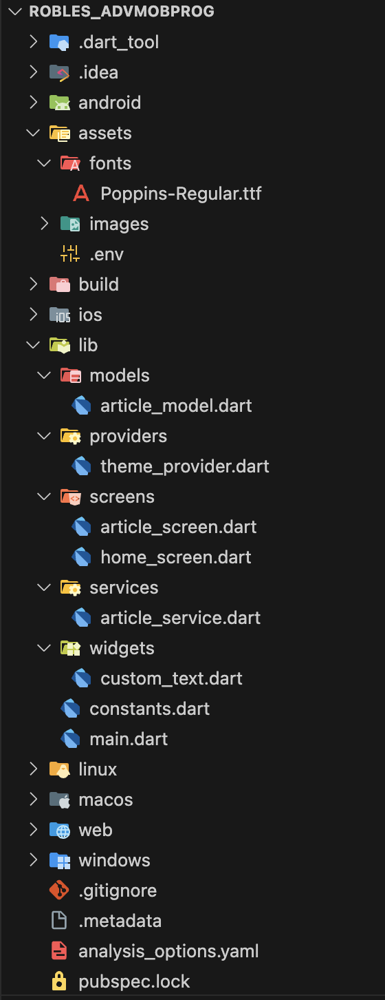 ROBLES_ADVMOBPROG
.dart_tool
.idea
android
assets
fonts
Poppins-Regular.ttf
images
.env
build
ios
lib
models
article_model.dart
providers
theme_provider.dart
screens
article_screen.dart
home_screen.dart
services
article_service.dart
widgets
custom_text.dart
constants.dart
main.dart
linux
macos
web
windows
.gitignore
.metadata
analysis_options.yaml
pubspec.lock